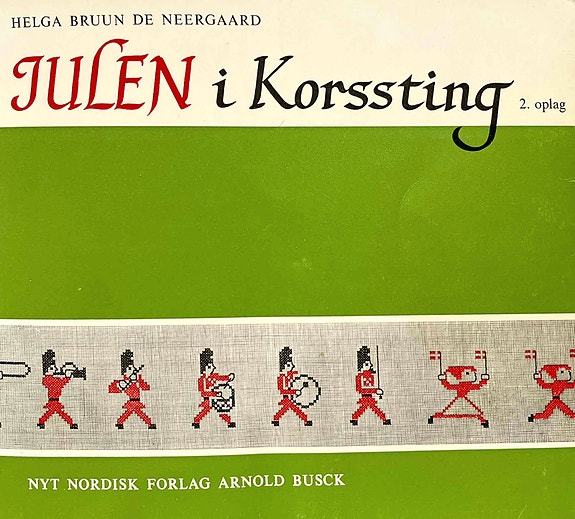 HELGA BRUUN DE NEERGAARD
JULEN i Korssting 2. oplag
NYT NORDISK FORLAG ARNOLD BUSCK